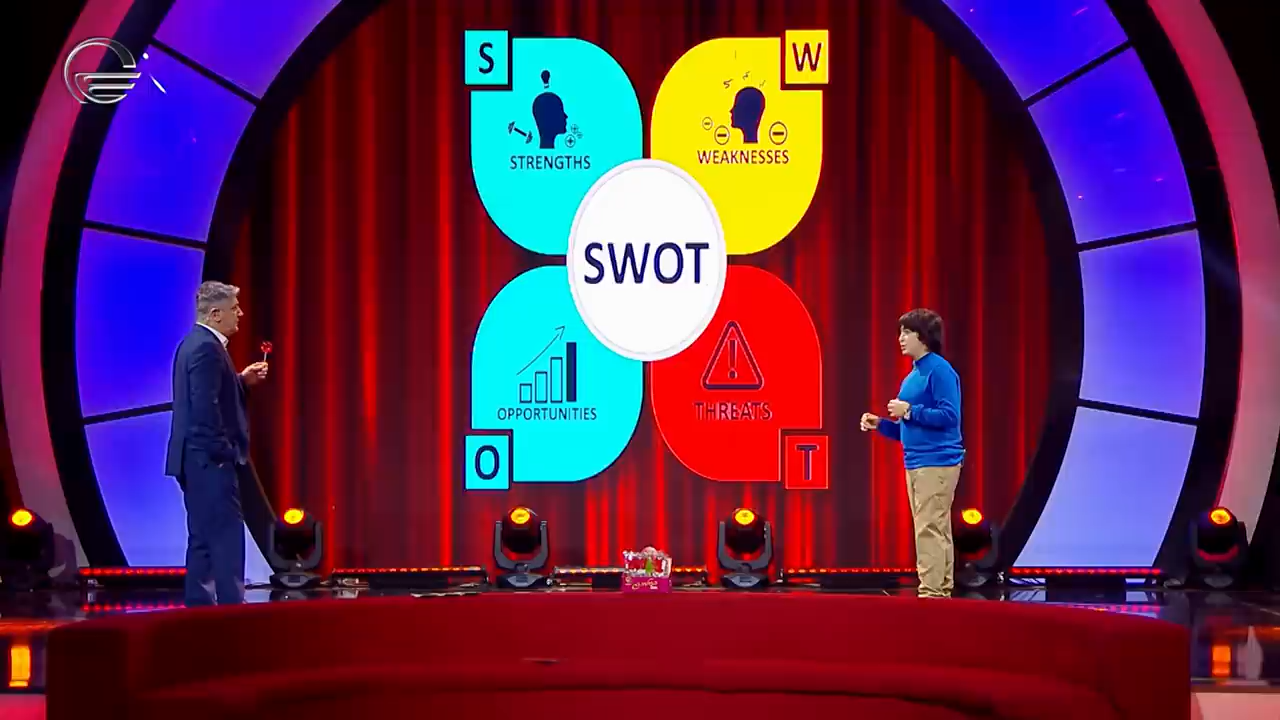 S
W
STRENGTHS
WEAKNESSES
SWOT
OPPORTUNITIES
THREATS
O
T